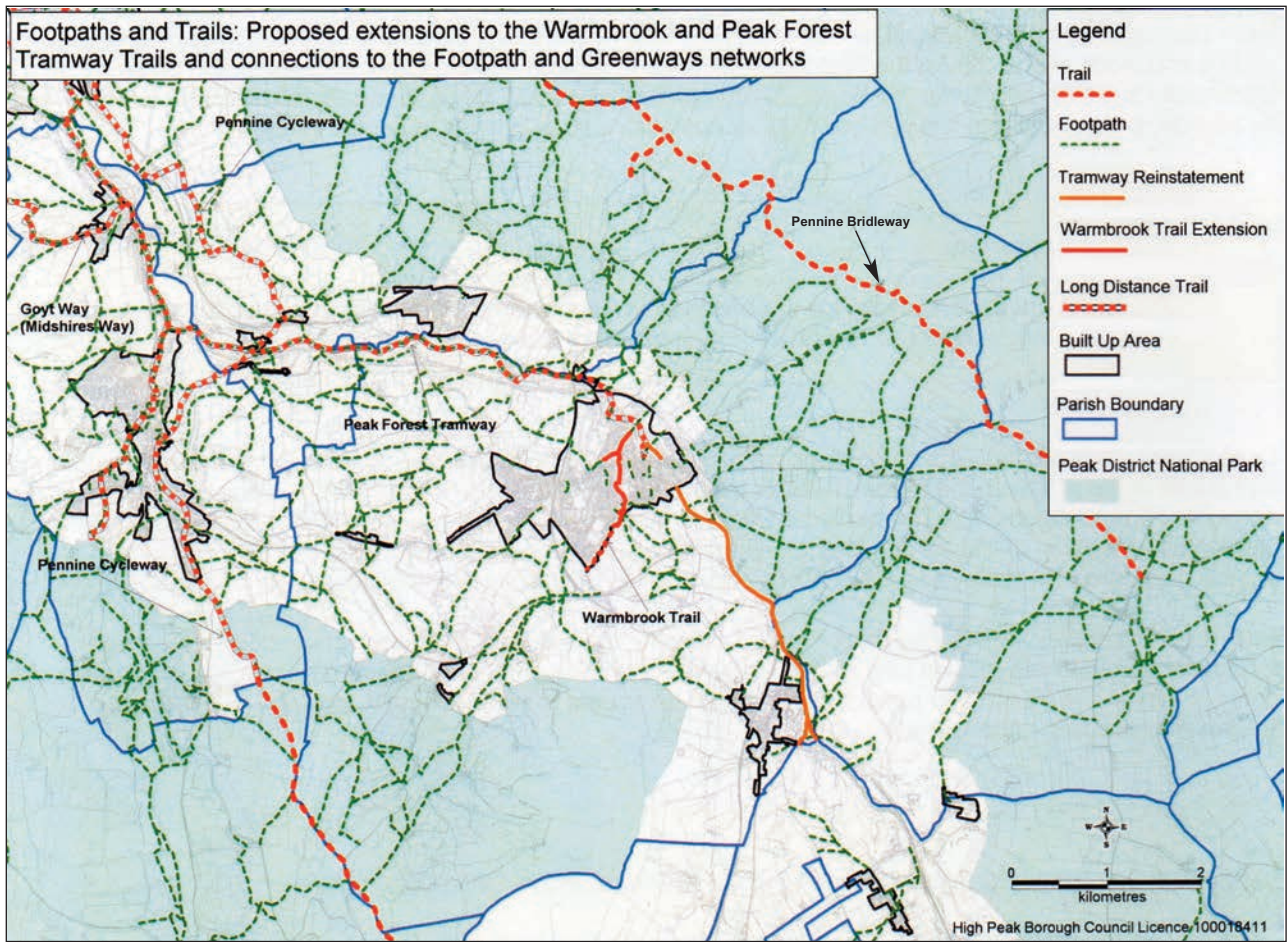 Footpaths and Trails: Proposed extensions to the Warmbrook and Peak Forest
Tramway Trails and connections to the Footpath and Greenways networks
Pennine Cycleway
Pennine Bridleway
Goyt Way
(Midshires Way)
Peak Forest Tramway
Pennine Cycleway
Warmbrook Trail
Legend
Trail
Footpath
Tramway Reinstatement
Warmbrook Trail Extension
Long Distance Trail
Built Up Area
Parish Boundary
Peak District National Park
N
W E
S
0 1 2
kilometres
High Peak Borough Council Licence 100018411